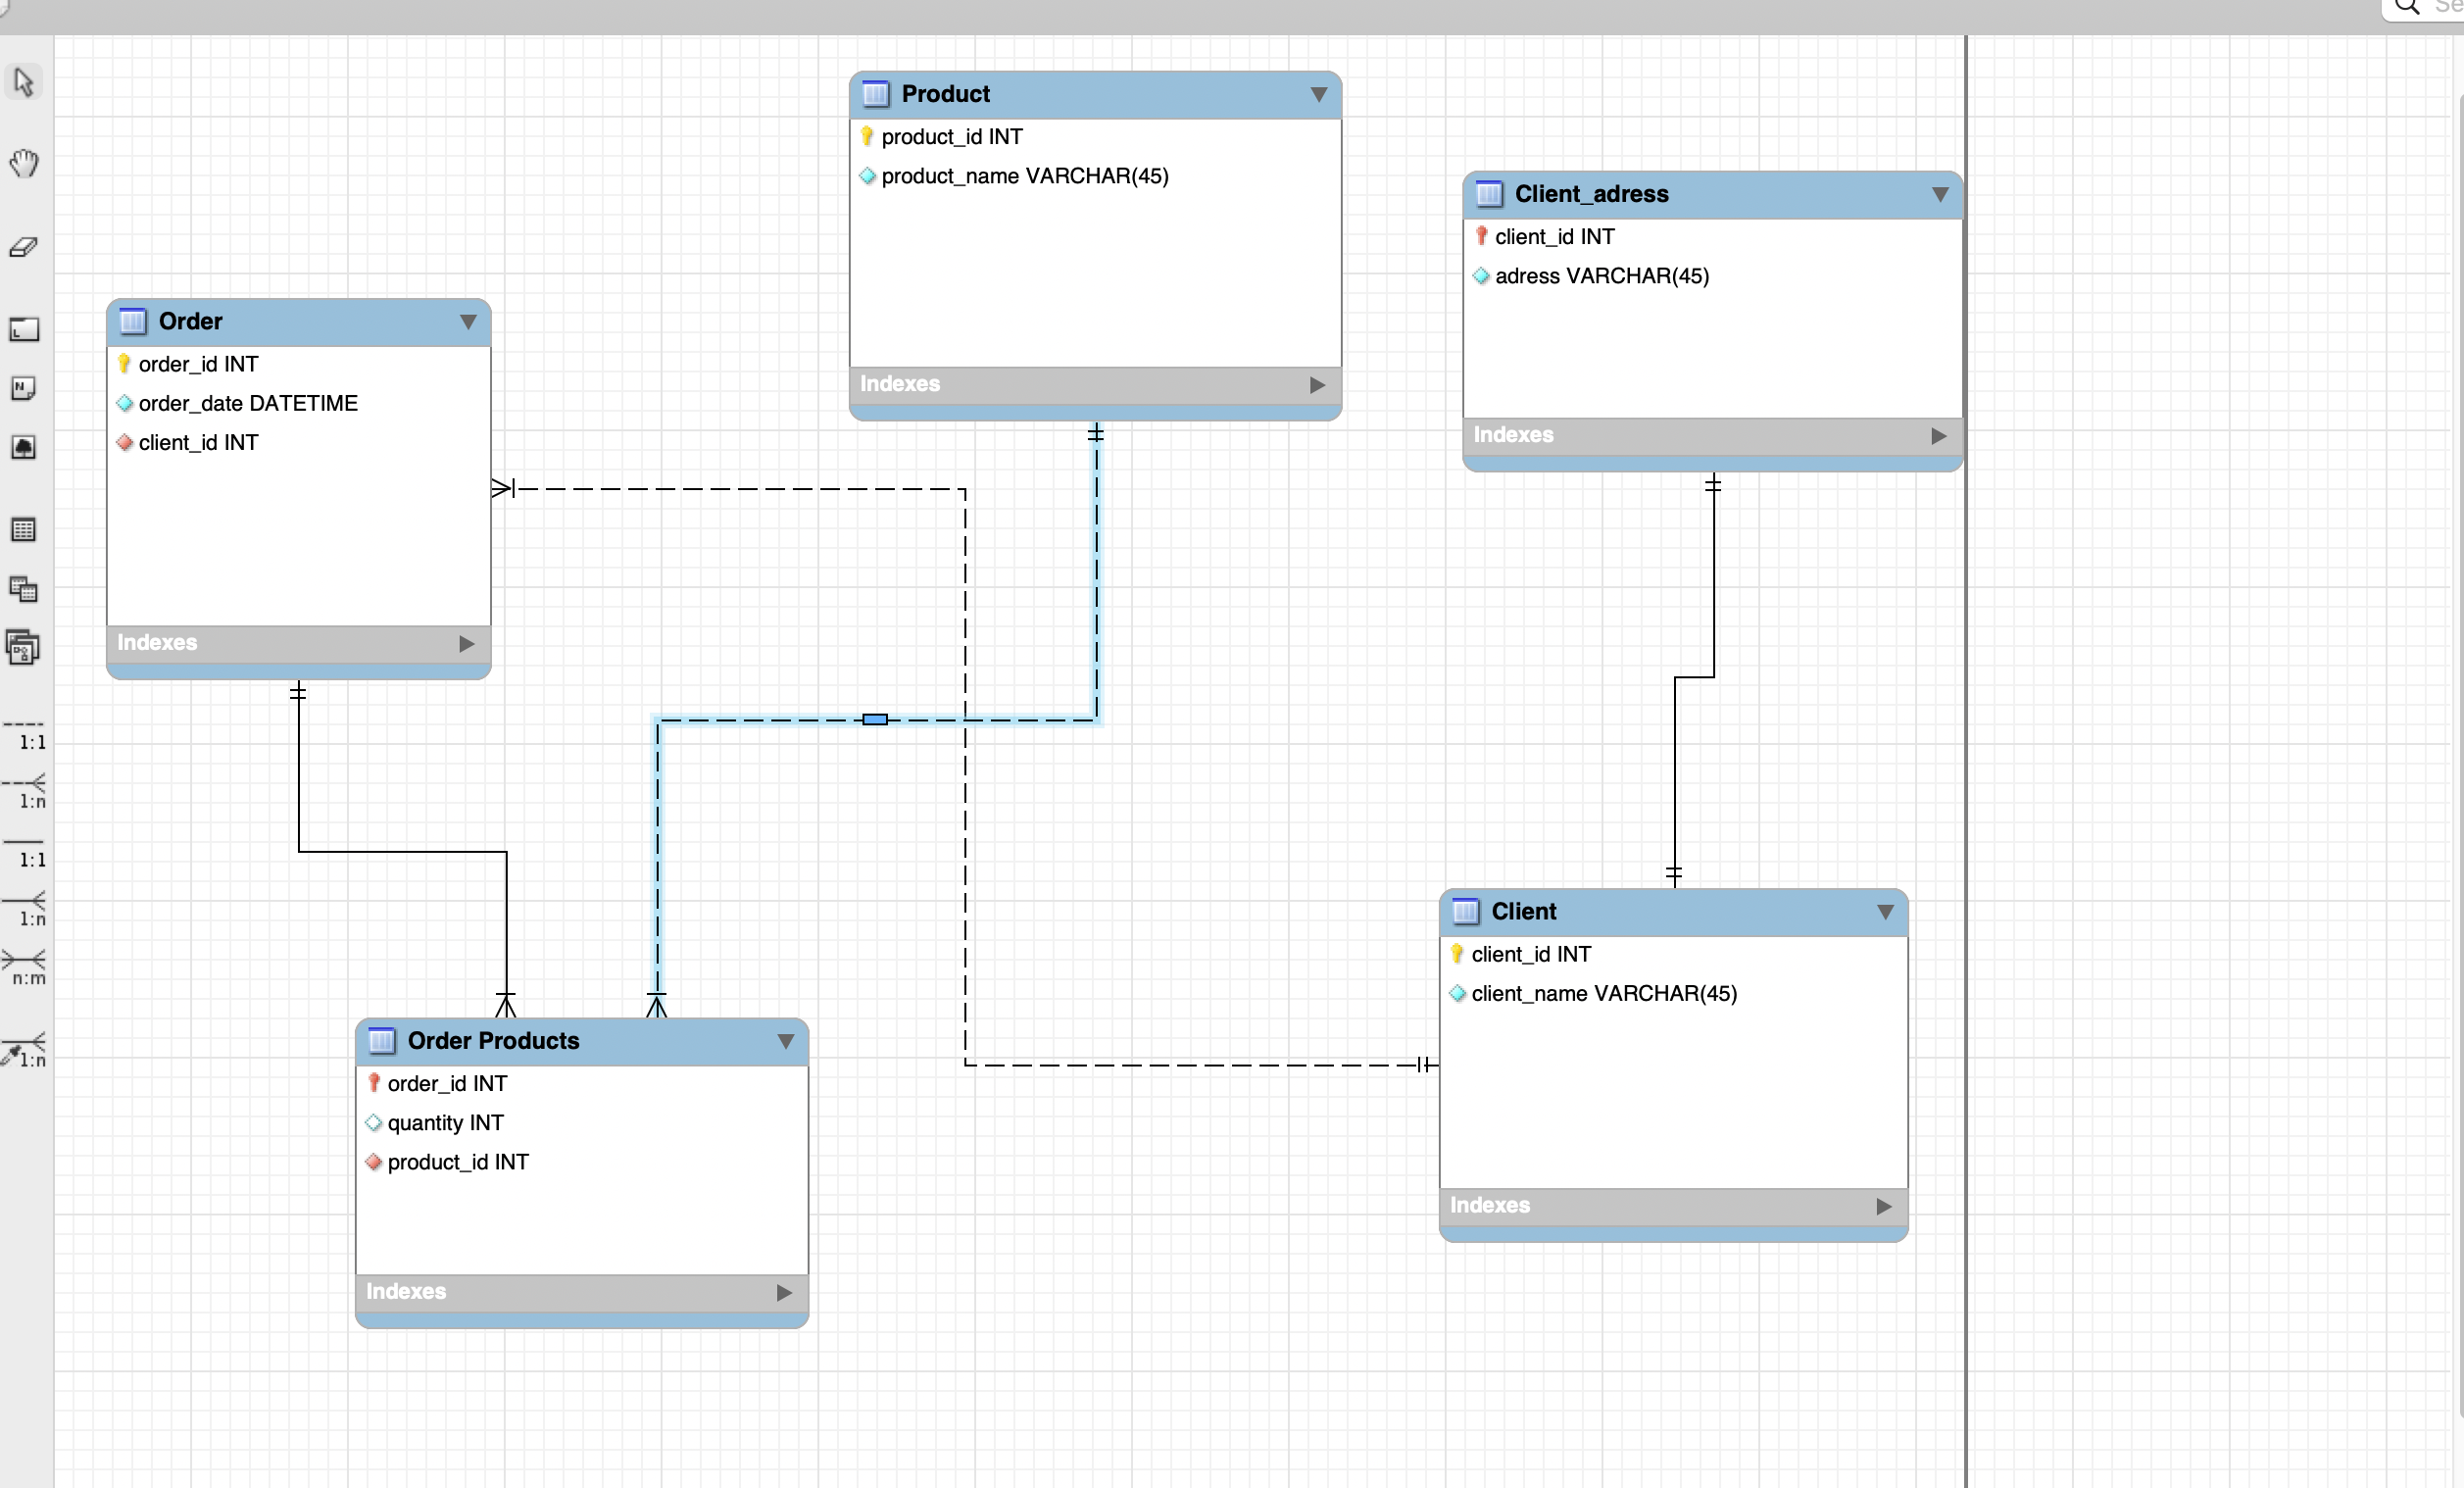 Se
Product
product_id INT
product_name VARCHAR(45)
Indexes
Client_adress
client_id INT
adress VARCHAR(45)
Indexes
Order
order_id INT
order_date DATETIME
client_id INT
Indexes
1:1
1:n
1:1
1:n
n:m
1:n
Client
client_id INT
client_name VARCHAR(45)
Indexes
Order Products
order_id INT
quantity INT
product_id INT
Indexes